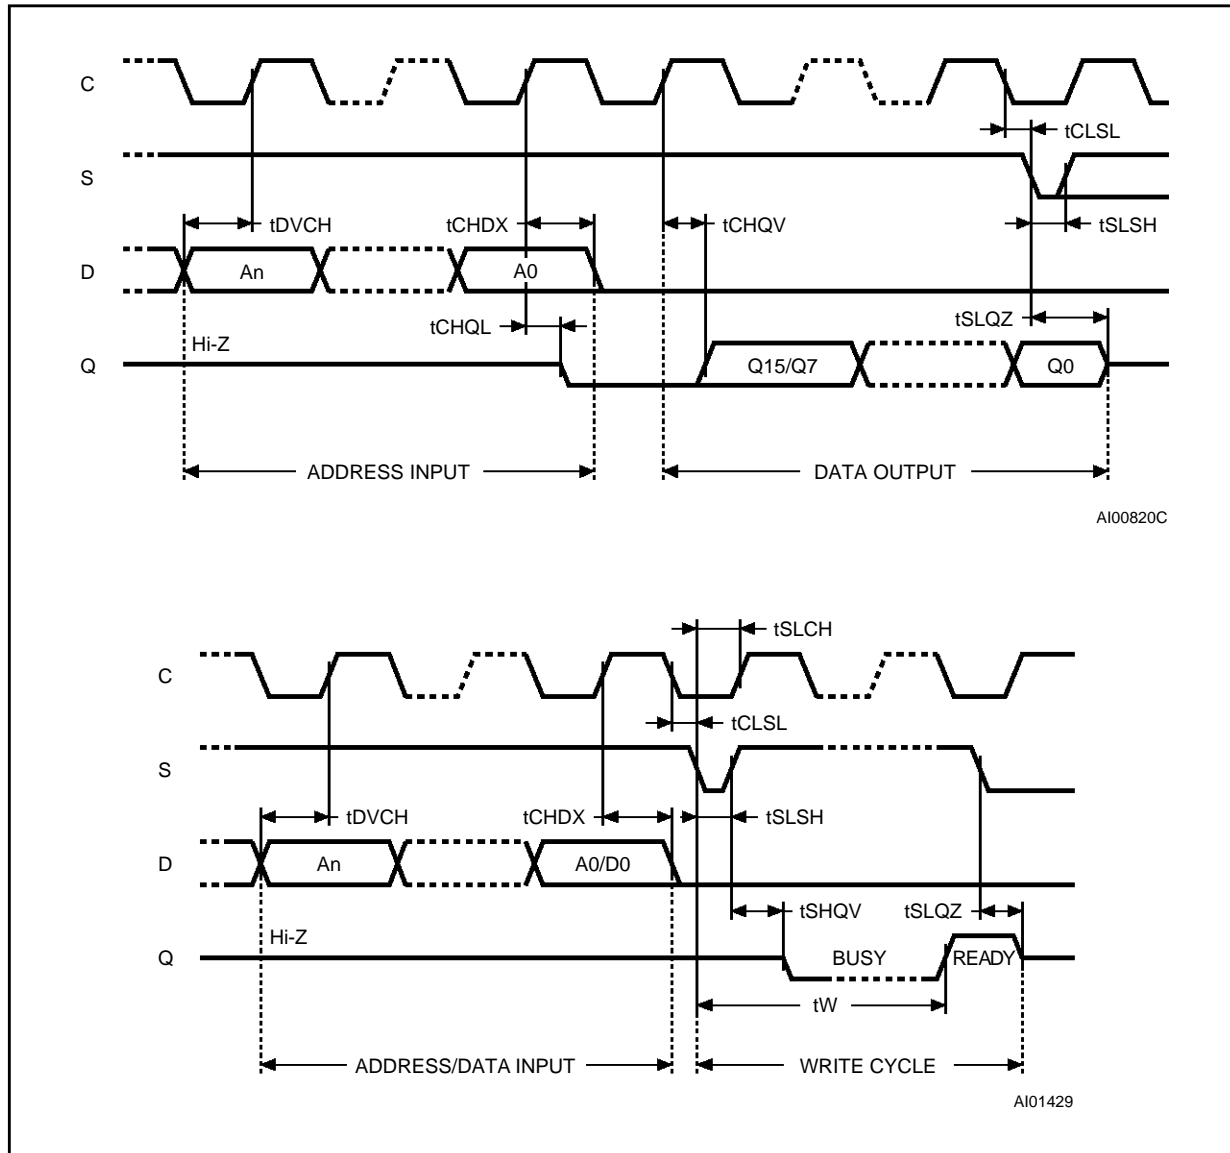 C
tCLSL
S
tDVCH
tCHDX
tCHQV
tSLSH
D
An
A0
tCHQL
tSLQZ
Hi-Z
Q
Q15/Q7
Q0
ADDRESS INPUT
DATA OUTPUT
AI00820C
tSLCH
C
tCLSL
S
tDVCH
tCHDX
tSLSH
D
An
A0/D0
tSHQV
tSLQZ
Hi-Z
Q
BUSY
READY
tW
ADDRESS/DATA INPUT
WRITE CYCLE
AI01429